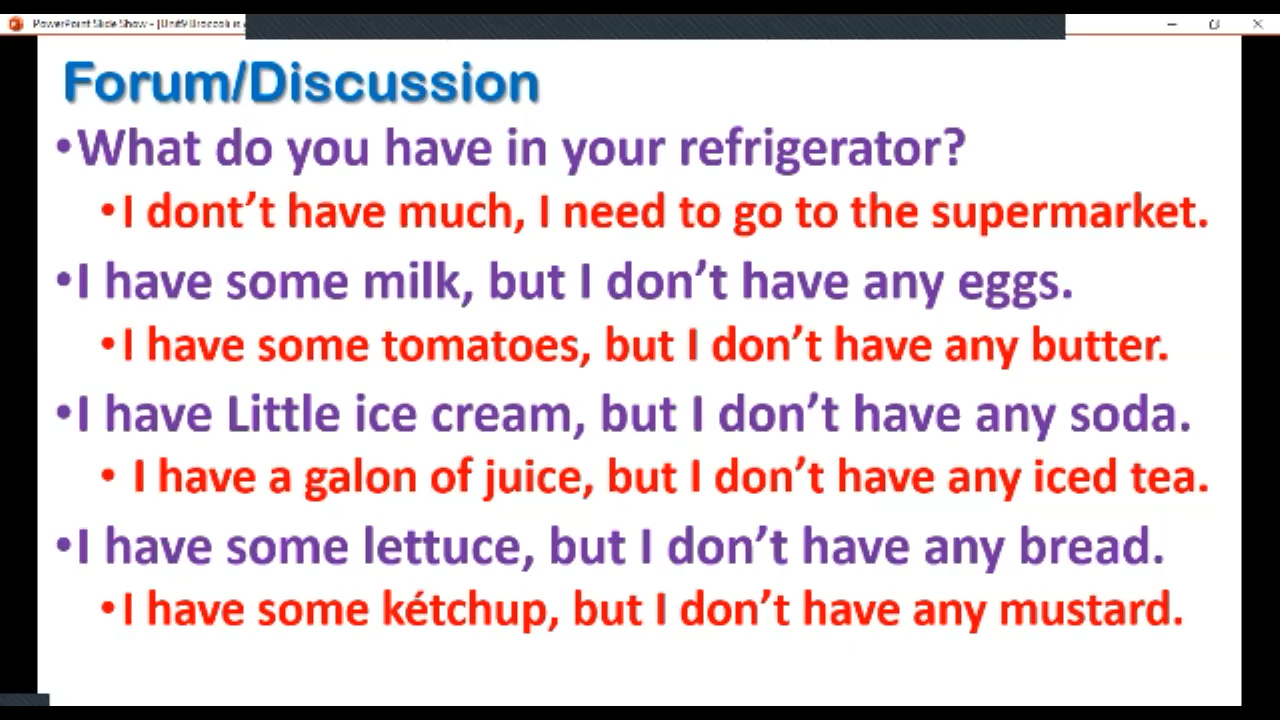 PowerPoint Slide Show - [Unit9 Broccoli is
Forum/Discussion
•What do you have in your refrigerator?
•I dont’t have much, I need to go to the supermarket.
•I have some milk, but I don’t have any eggs.
•I have some tomatoes, but I don’t have any butter.
•I have Little ice cream, but I don’t have any soda.
• I have a galon of juice, but I don’t have any iced tea.
•I have some lettuce, but I don’t have any bread.
•I have some kétchup, but I don’t have any mustard.